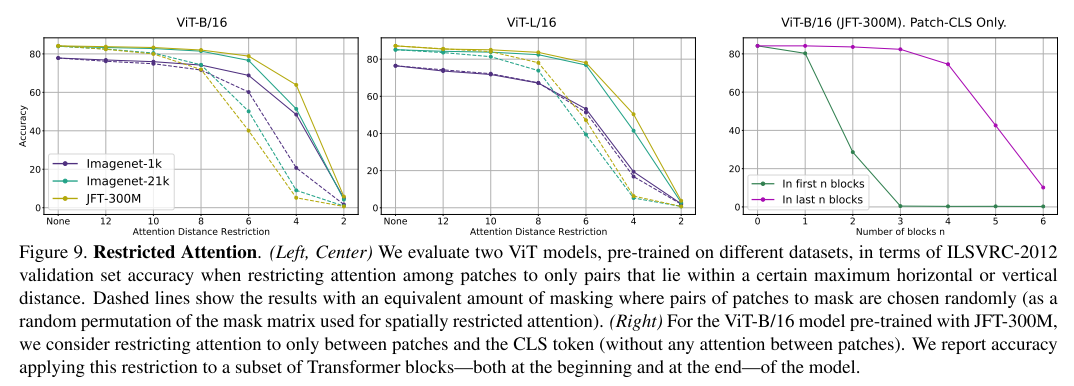 ViT-B/16
ViT-L/16
ViT-B/16 (JFT-300M). Patch-CLS Only.
Accuracy
80
60
40
20
0
Imagenet-1k
Imagenet-21k
JFT-300M
None 12 10 8 6 4 2
Attention Distance Restriction
80
60
40
20
0
None 12 10 8 6 4 2
Attention Distance Restriction
80
60
40
20
0
In first n blocks
In last n blocks
0 1 2 3 4 5 6
Number of blocks n
Figure 9. Restricted Attention. (Left, Center) We evaluate two ViT models, pre-trained on different datasets, in terms of ILSVRC-2012
validation set accuracy when restricting attention among patches to only pairs that lie within a certain maximum horizontal or vertical
distance. Dashed lines show the results with an equivalent amount of masking where pairs of patches to mask are chosen randomly (as a
random permutation of the mask matrix used for spatially restricted attention). (Right) For the ViT-B/16 model pre-trained with JFT-300M,
we consider restricting attention to only between patches and the CLS token (without any attention between patches). We report accuracy
applying this restriction to a subset of Transformer blocks—both at the beginning and at the end—of the model.